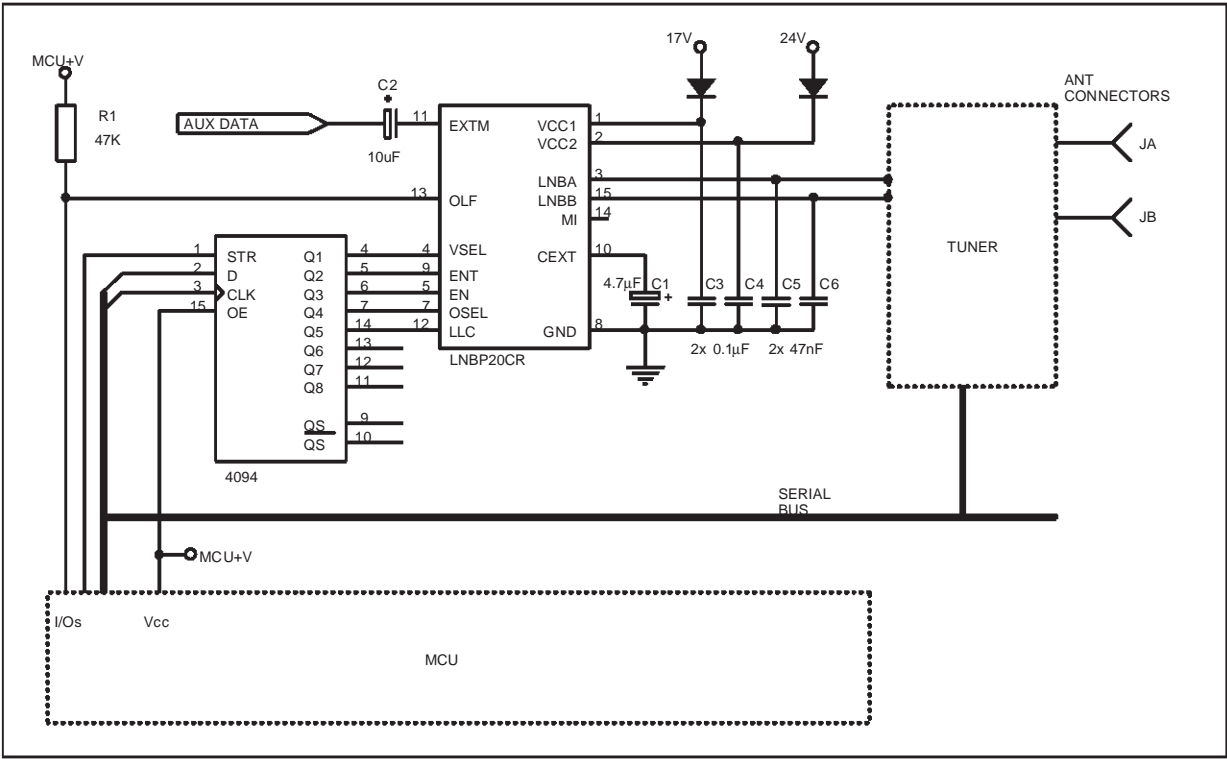 17V
24V
MCU+V
R1
47K
AUX DATA
C2
+
10uF
11
EXTM
VCC1
1
VCC2
2
13
OLF
LNBA
3
LNBB
15
MI
14
ANT
CONNECTORS
JA
JB
TUNER
1
STR
Q1
4
4
VSEL
CEXT
10
2
D
Q2
5
9
ENT
3
CLK
Q3
6
5
EN
4.7μF
C1
+
C3
C4
C5
C6
15
OE
Q4
7
7
OSEL
Q5
14
12
LLC
GND
8
Q6
13
Q7
12
Q8
11
QS
9
QS
10
4094
LNBP20CR
2x 0.1μF
2x 47nF
SERIAL
BUS
MCU+V
I/Os
Vcc
MCU